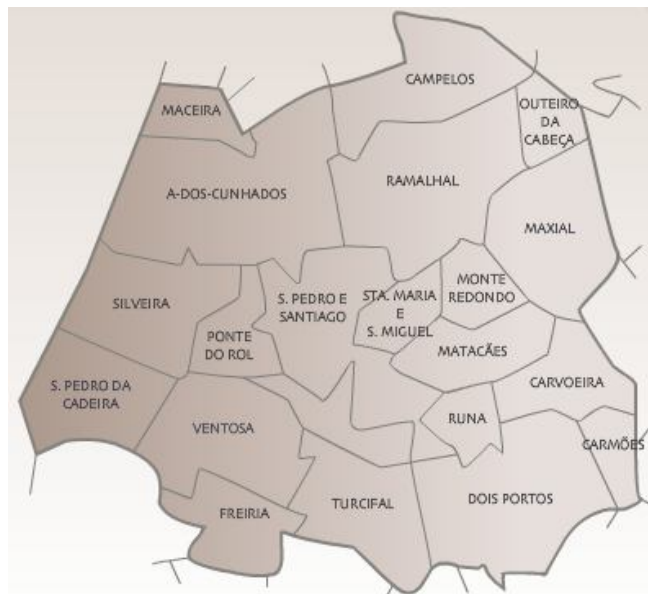 CAMPELOS
MACEIRA
OUTEIRO
DA
CABEÇA
A-DOS-CUNHADOS
RAMALHAL
MAXIAL
SILVEIRA
S. PEDRO E
SANTIAGO
STA. MARIA
E
S. MIGUEL
MONTE
REDONDO
PONTE
DO ROL
MATACÃES
S. PEDRO DA
CADEIRA
CARVOEIRA
VENTOSA
RUNA
CARMÕES
FREIRIA
TURCIFAL
DOIS PORTOS